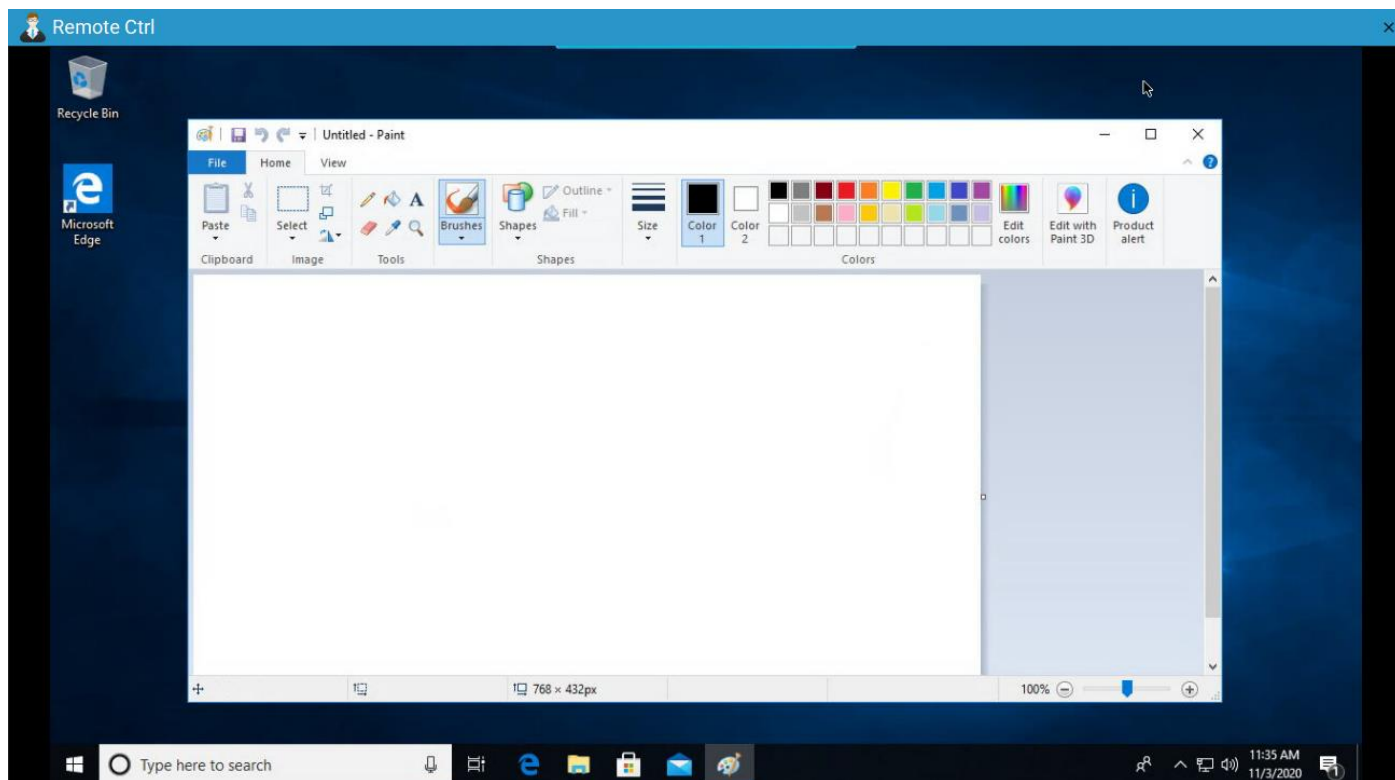 Remote Ctrl
Recycle Bin
Microsoft
Edge
Untitled - Paint
File Home View
Paste
Select
A
Brushes
Shapes
Outline
Fill
Size
Color
1
Color
2
Edit
colors
Edit with
Paint 3D
Product
alert
Clipboard Image Tools Shapes Colors
768 × 432px
100%
Type here to search
11:35 AM
11/3/2020
1